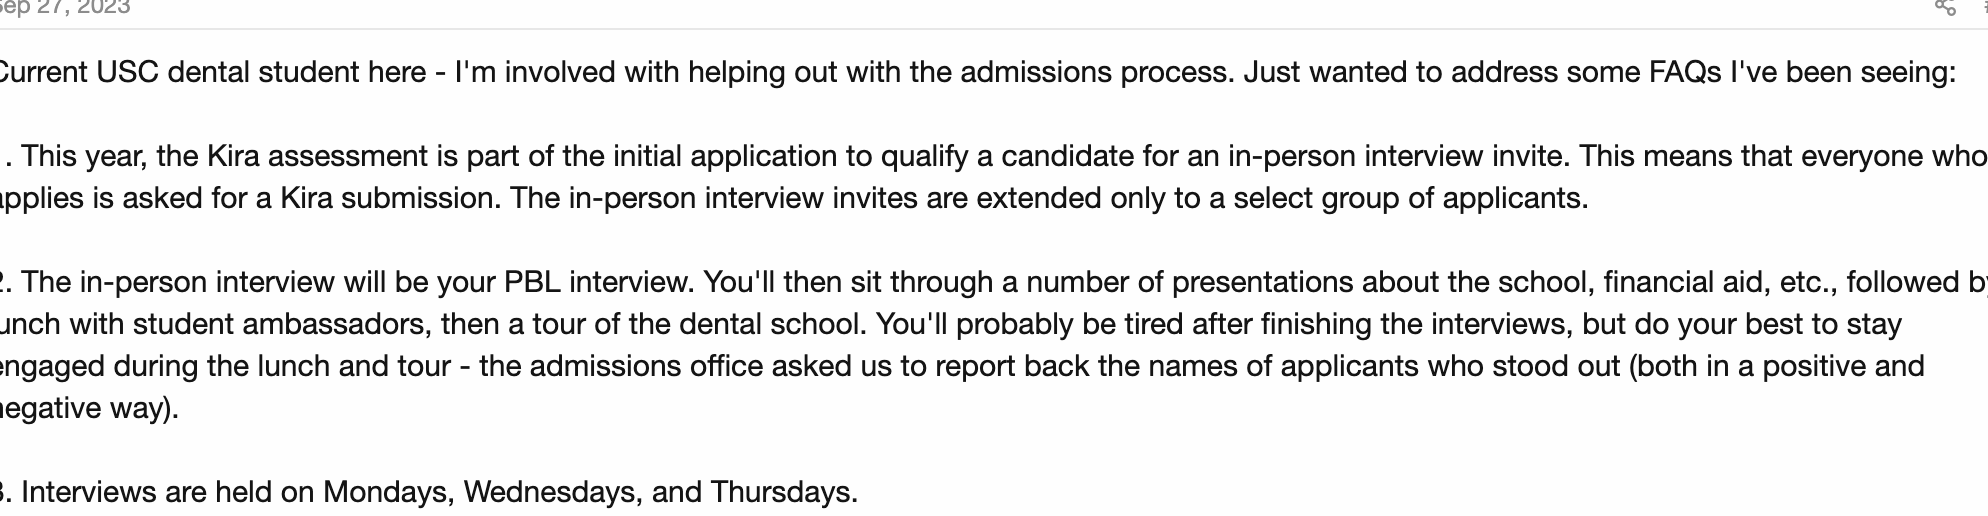 Sep 27, 2023
Current USC dental student here - I'm involved with helping out with the admissions process. Just wanted to address some FAQs I've been seeing:
. This year, the Kira assessment is part of the initial application to qualify a candidate for an in-person interview invite. This means that everyone who
applies is asked for a Kira submission. The in-person interview invites are extended only to a select group of applicants.
2. The in-person interview will be your PBL interview. You'll then sit through a number of presentations about the school, financial aid, etc., followed by
lunch with student ambassadors, then a tour of the dental school. You'll probably be tired after finishing the interviews, but do your best to stay
engaged during the lunch and tour - the admissions office asked us to report back the names of applicants who stood out (both in a positive and
negative way).
3. Interviews are held on Mondays, Wednesdays, and Thursdays.